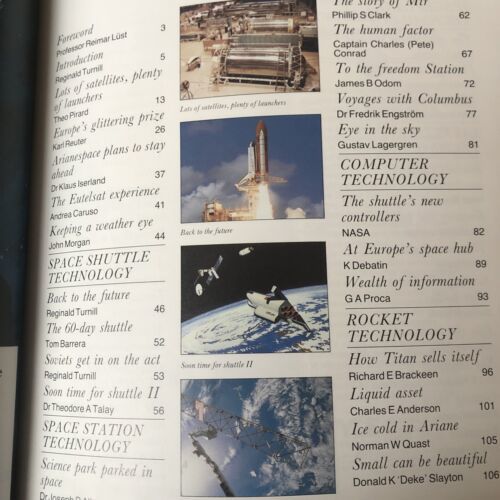 Foreword 3
Professor Reimar Lüst
Introduction 5
Reginald Turnill
Lots of satellites, plenty
of launchers 13
Theo Pirard
Europe's glittering prize 26
Karl Reuter
Arianespace plans to stay
ahead 37
Dr Klaus Iserland
The Eutelsat experience 41
Andrea Caruso
Keeping a weather eye 44
John Morgan
SPACE SHUTTLE
TECHNOLOGY
Back to the future 46
Reginald Turnill
The 60-day shuttle 52
Tom Barrera
Soviets get in on the act 53
Reginald Turnill
Soon time for shuttle II 56
Dr Theodore A Talay
SPACE STATION
TECHNOLOGY
Science park parked in
space
Dr Joseph
Lots of satellites, plenty of launchers
Back to the future
Soon time for shuttle II
The story of Mir
Phillip S Clark 62
The human factor
Captain Charles (Pete)
Conrad 67
To the freedom Station
James B Odom 72
Voyages with Columbus
Dr Fredrik Engström 77
Eye in the sky
Gustav Lagergren 81
COMPUTER
TECHNOLOGY
The shuttle's new
controllers
NASA 82
At Europe's space hub
K Debatin 89
Wealth of information
G A Proca 93
ROCKET
TECHNOLOGY
How Titan sells itself
Richard E Brackeen 96
Liquid asset
Charles E Anderson 101
Ice cold in Ariane
Norman W Quast 105
Small can be beautiful
Donald K 'Deke' Slayton 106